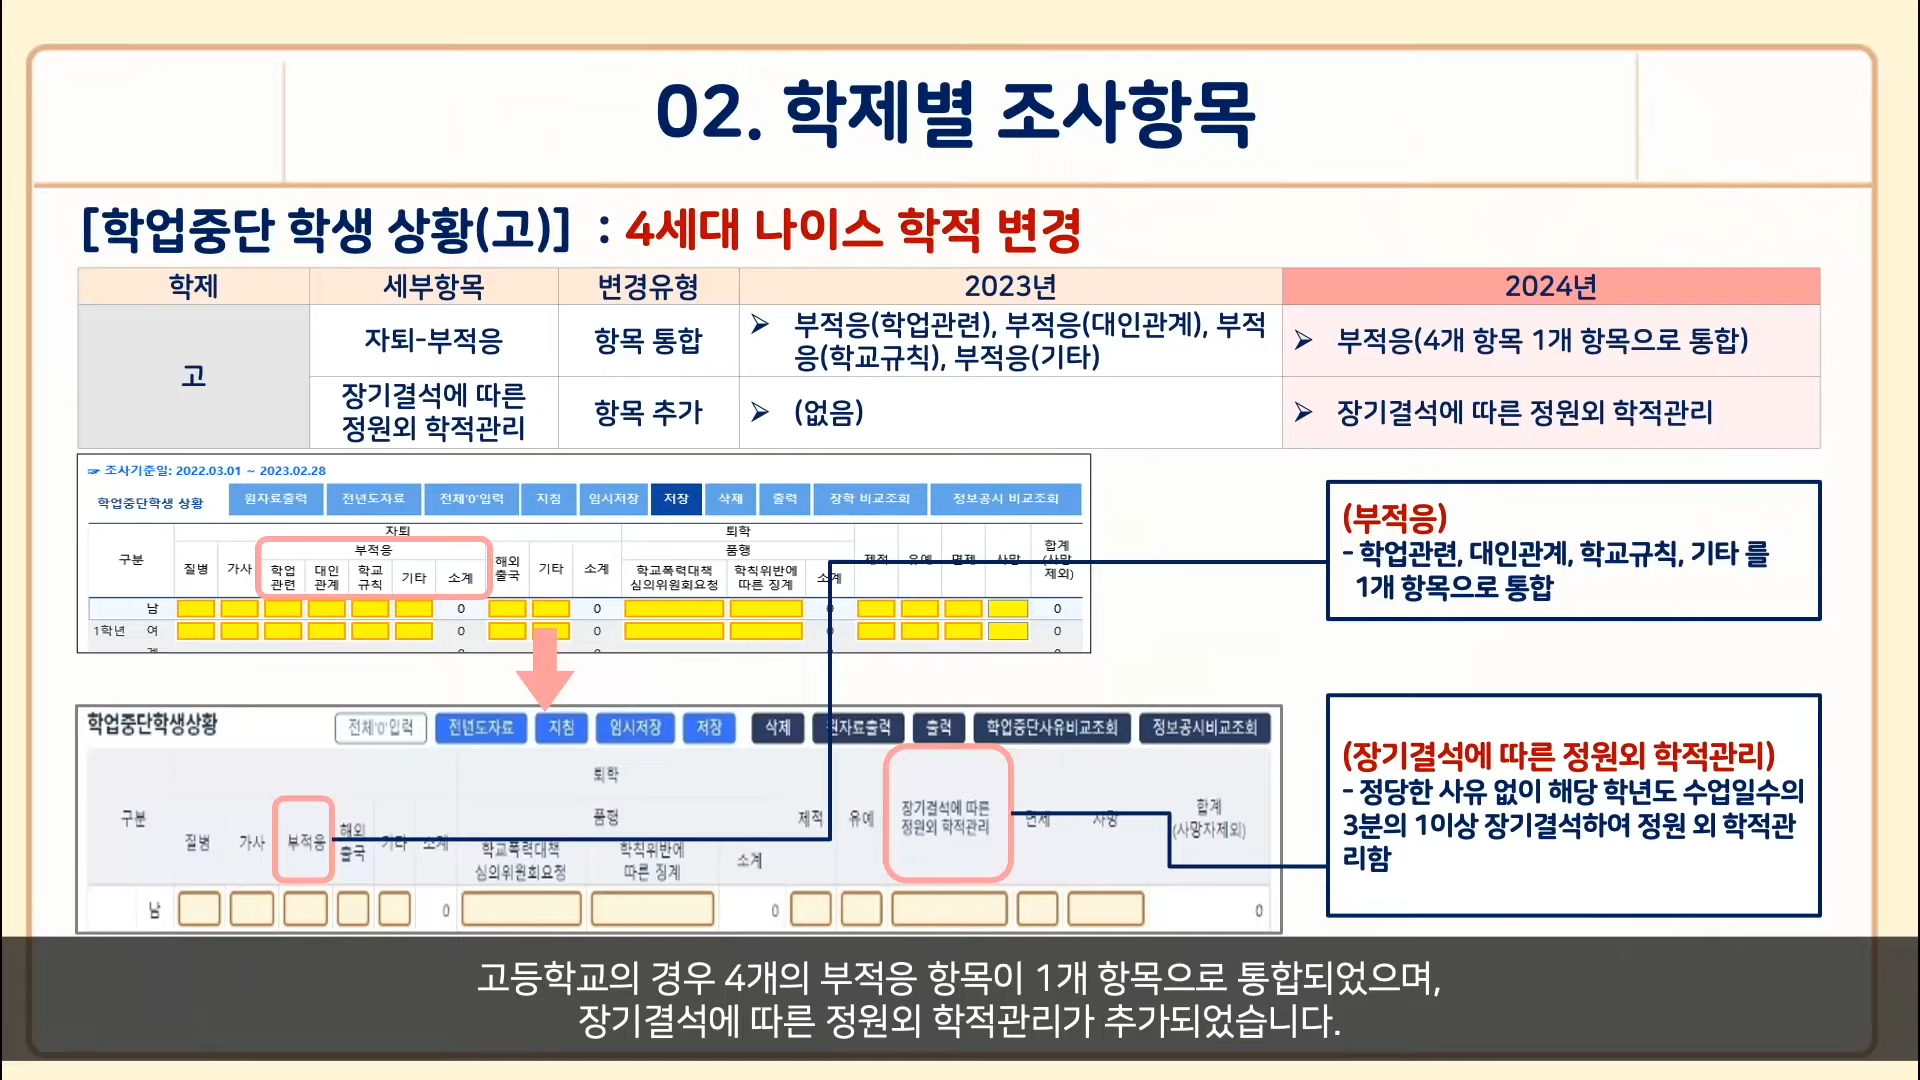 02. 학제별 조사항목
[학업중단 학생 상황(고)] : 4세대 나이스 학적 변경
학제 세부항목 변경유형 2023년 2024년
고
자퇴-부적응 항목 통합
➢ 부적응(학업관련), 부적응(대인관계), 부적
응(학교규칙), 부적응(기타)
➢ 부적응(4개 항목 1개 항목으로 통합)
장기결석에 따른
정원외 학적관리
항목 추가 ➢ (없음) ➢ 장기결석에 따른 정원외 학적관리
☞ 조사기준일: 2022.03.01 ~ 2023.02.28
학업중단학생 상황 원자료출력 전년도자료 전체'0'입력 지침 임시저장 저장 삭제 출력 장학 비교조회 정보공시 비교조회
자퇴 퇴학
구분 질병 가사 부적응 해외
출국 기타 소계 품행 제적 유예 면제 사망 합계
(사망
제외)
학업
관련 대인
관계 학교
규칙 기타 소계 학교폭력대책
심의위원회요청 학칙위반에
따른 징계 소계
남 0 0 0 0
1학년 여 0 0 0 0
계 0 0 0 0
(부적응)
- 학업관련, 대인관계, 학교규칙, 기타 를
1개 항목으로 통합
학업중단학생상황 전체'0'입력 전년도자료 지침 임시저장 저장 삭제 원자료출력 출력 학업중단사유비교조회 정보공시비교조회
퇴학
구분 질병 가사 부적응 해외
출국 기타 소계 품행 제적 유예 장기결석에 따른
정원외 학적관리 면제 사망 합계
(사망자제외)
학교폭력대책
심의위원회요청 학칙위반에
따른 징계 소계
남 0 0 0
(장기결석에 따른 정원외 학적관리)
- 정당한 사유 없이 해당 학년도 수업일수의
3분의 1이상 장기결석하여 정원 외 학적관
리함
고등학교의 경우 4개의 부적응 항목이 1개 항목으로 통합되었으며,
장기결석에 따른 정원외 학적관리가 추가되었습니다.